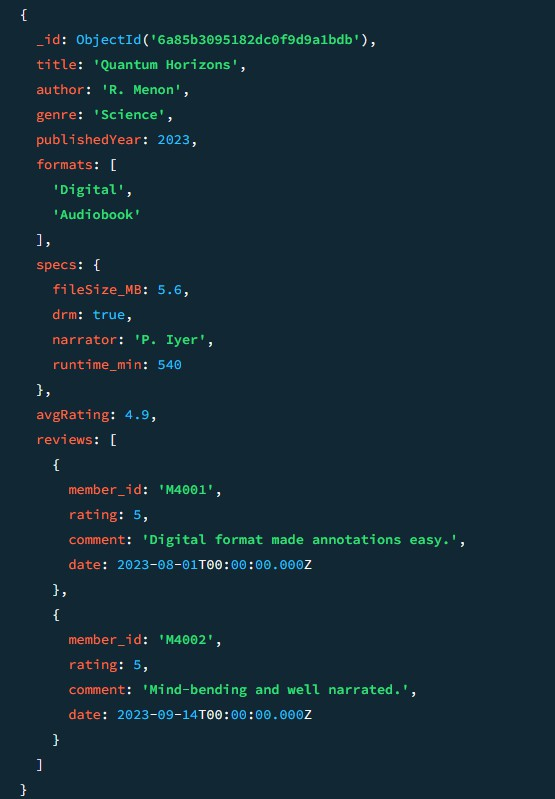 {
  _id: ObjectId('6a85b3095182dc0f9d9a1bdb'),
  title: 'Quantum Horizons',
  author: 'R. Menon',
  genre: 'Science',
  publishedYear: 2023,
  formats: [
    'Digital',
    'Audiobook'
  ],
  specs: {
    fileSize_MB: 5.6,
    drm: true,
    narrator: 'P. Iyer',
    runtime_min: 540
  },
  avgRating: 4.9,
  reviews: [
    {
      member_id: 'M4001',
      rating: 5,
      comment: 'Digital format made annotations easy.',
      date: 2023-08-01T00:00:00.000Z
    },
    {
      member_id: 'M4002',
      rating: 5,
      comment: 'Mind-bending and well narrated.',
      date: 2023-09-14T00:00:00.000Z
    }
  ]
}